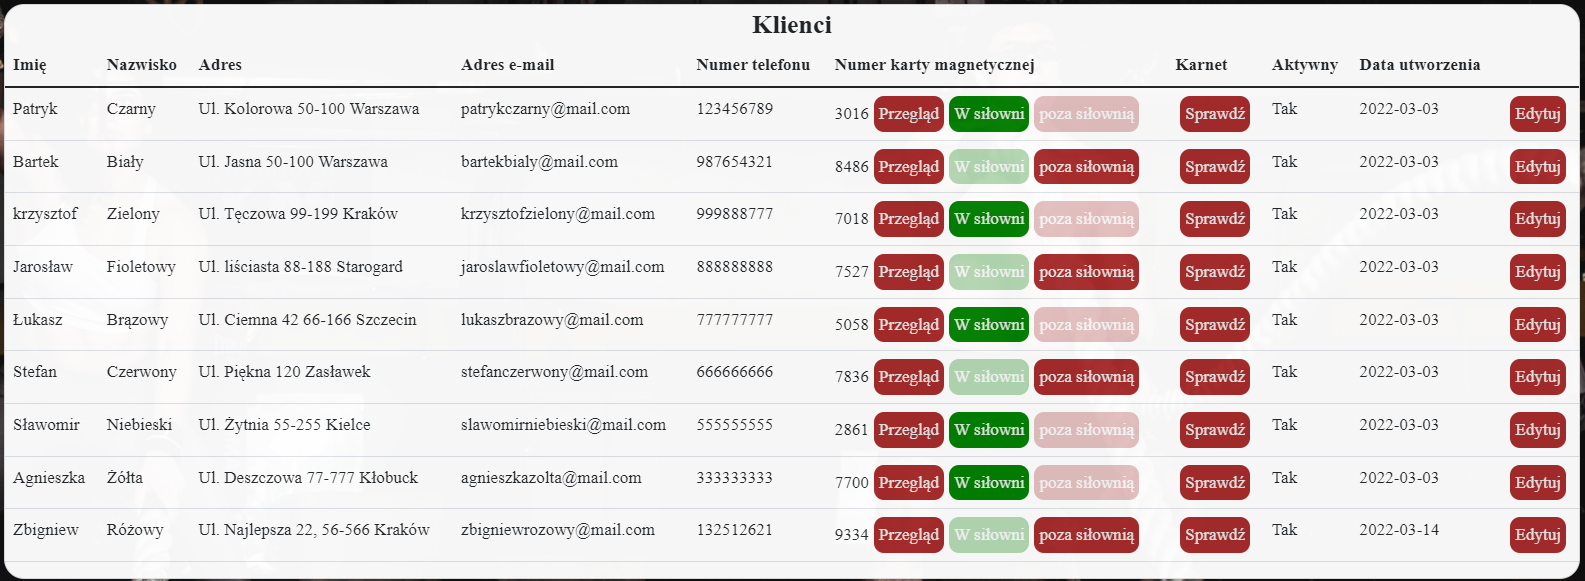 Klienci
Imię Nazwisko Adres Adres e-mail Numer telefonu Numer karty magnetycznej Karnet Aktywny Data utworzenia
Patryk Czarny Ul. Kolorowa 50-100 Warszawa patrykczarny@mail.com 123456789 3016 Przegląd W siłowni poza siłownią Sprawdź Tak 2022-03-03 Edytuj
Bartek Biały Ul. Jasna 50-100 Warszawa bartekbialy@mail.com 987654321 8486 Przegląd W siłowni poza siłownią Sprawdź Tak 2022-03-03 Edytuj
krzysztof Zielony Ul. Tęczowa 99-199 Kraków krzysztofzielony@mail.com 999888777 7018 Przegląd W siłowni poza siłownią Sprawdź Tak 2022-03-03 Edytuj
Jarosław Fioletowy Ul. liściasta 88-188 Starogard jaroslawfioletowy@mail.com 888888888 7527 Przegląd W siłowni poza siłownią Sprawdź Tak 2022-03-03 Edytuj
Łukasz Brązowy Ul. Ciemna 42 66-166 Szczecin lukaszbrazowy@mail.com 777777777 5058 Przegląd W siłowni poza siłownią Sprawdź Tak 2022-03-03 Edytuj
Stefan Czerwony Ul. Piękna 120 Zasławek stefanczerwony@mail.com 666666666 7836 Przegląd W siłowni poza siłownią Sprawdź Tak 2022-03-03 Edytuj
Sławomir Niebieski Ul. Żytnia 55-255 Kielce slawomirniebieski@mail.com 555555555 2861 Przegląd W siłowni poza siłownią Sprawdź Tak 2022-03-03 Edytuj
Agnieszka Żółta Ul. Deszczowa 77-777 Kłobuck agnieszkazolta@mail.com 333333333 7700 Przegląd W siłowni poza siłownią Sprawdź Tak 2022-03-03 Edytuj
Zbigniew Różowy Ul. Najlepsza 22, 56-566 Kraków zbigniewrozowy@mail.com 132512621 9334 Przegląd W siłowni poza siłownią Sprawdź Tak 2022-03-14 Edytuj